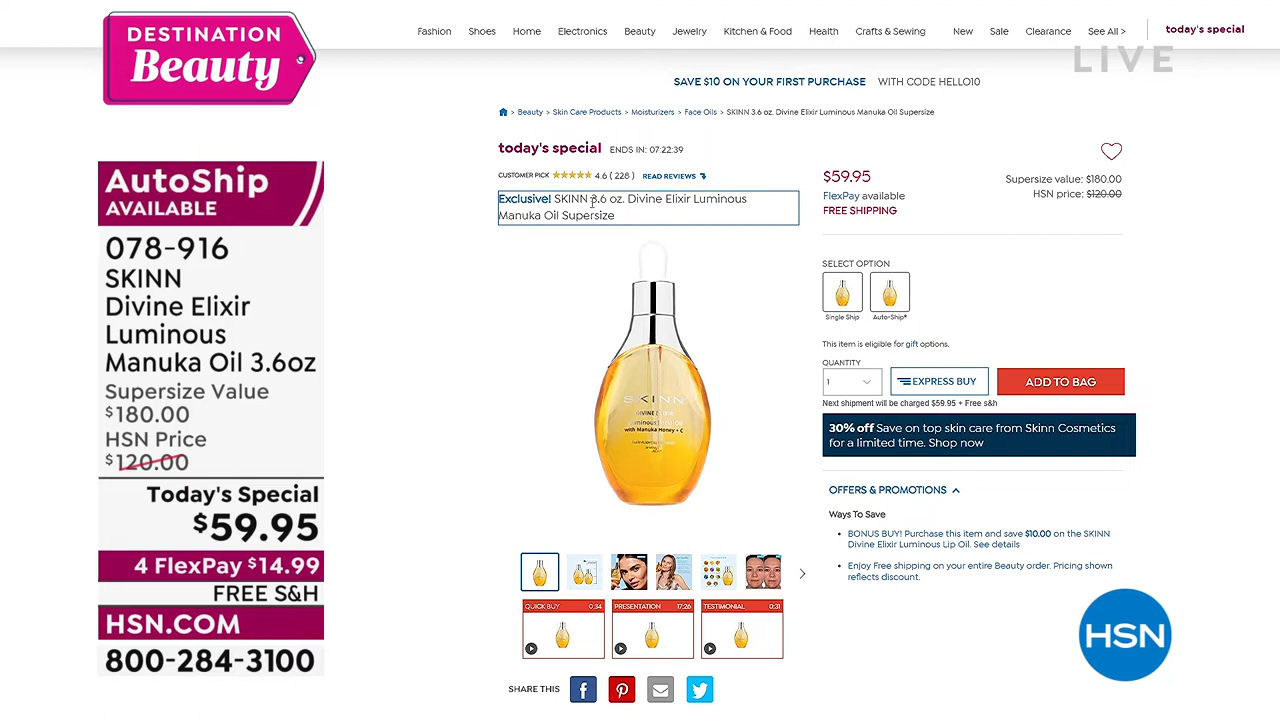 DESTINATION
Beauty
Fashion Shoes Home Electronics Beauty Jewelry Kitchen & Food Health Crafts & Sewing New Sale Clearance See All > today's special
LIVE
SAVE $10 ON YOUR FIRST PURCHASE WITH CODE HELLO10
> Beauty > Skin Care Products > Moisturizers > Face Oils > SKINN 3.6 oz. Divine Elixir Luminous Manuka Oil Supersize
today's special ENDS IN: 07:22:39
CUSTOMER PICK 4.6 ( 228 ) READ REVIEWS
Exclusive! SKINN 3.6 oz. Divine Elixir Luminous
Manuka Oil Supersize
$59.95
FlexPay available
FREE SHIPPING
Supersize value: $180.00
HSN price: $120.00
SELECT OPTION
Single Ship Auto-Ship®
This item is eligible for gift options.
QUANTITY
1 EXPRESS BUY ADD TO BAG
Next shipment will be charged $59.95 + Free s&h
30% off Save on top skin care from Skinn Cosmetics
for a limited time. Shop now
OFFERS & PROMOTIONS
Ways To Save
• BONUS BUY! Purchase this item and save $10.00 on the SKINN
Divine Elixir Luminous Lip Oil. See details
• Enjoy Free shipping on your entire Beauty order. Pricing shown
reflects discount.
SKINN
DIVINE ELIXIR
with Manuka Honey + C
QUICK BUY 0:34
PRESENTATION 17:26
TESTIMONIAL 0:31
SHARE THIS
AutoShip
AVAILABLE
078-916
SKINN
Divine Elixir
Luminous
Manuka Oil 3.6oz
Supersize Value
$180.00
HSN Price
$120.00
Today's Special
$59.95
4 FlexPay $14.99
FREE S&H
HSN.COM
800-284-3100
HSN